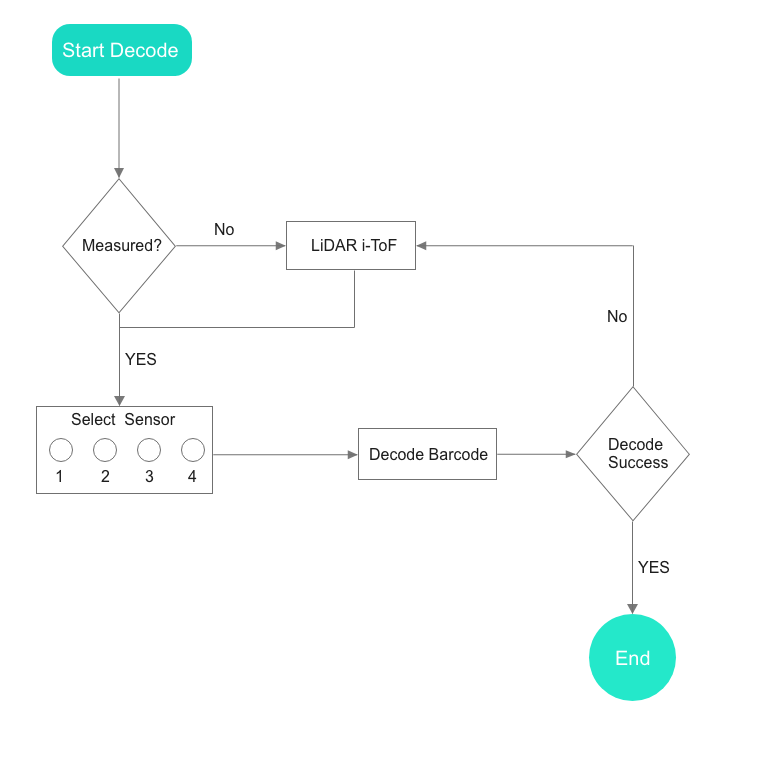 Start Decode
Measured?
No
LiDAR i-ToF
No
YES
Select  Sensor
1 2 3 4
Decode Barcode
Decode
Success
YES
End